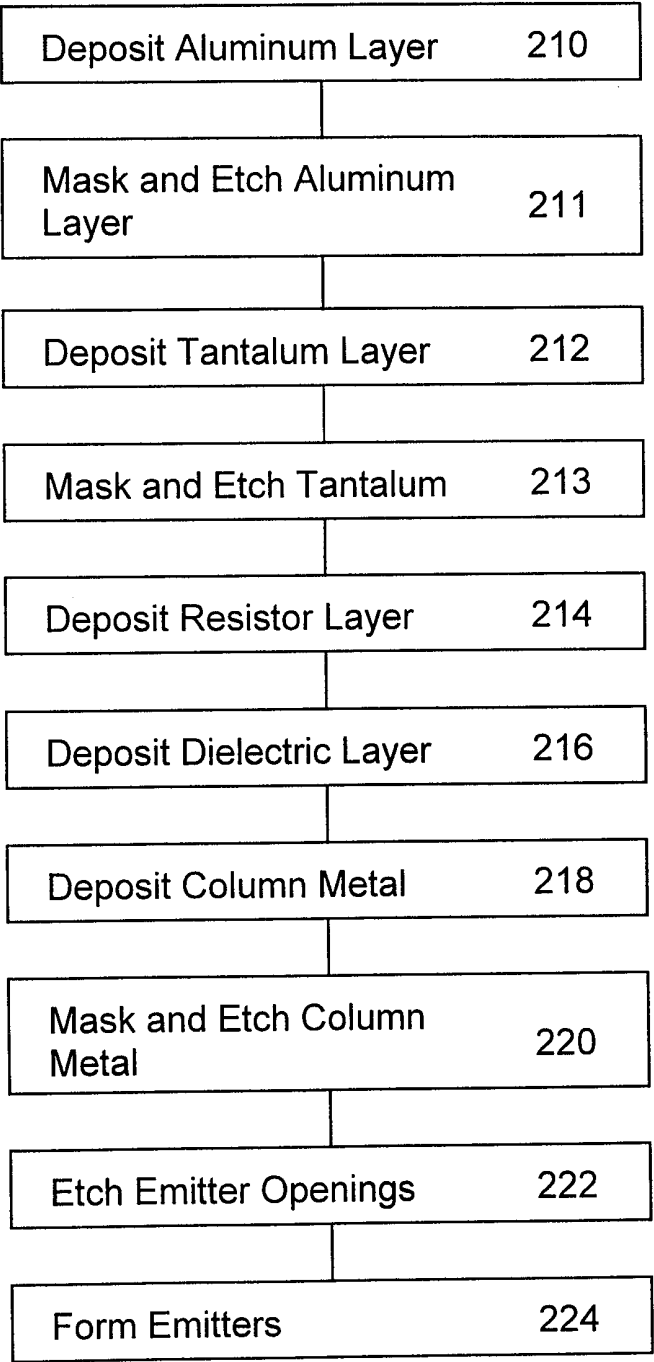 Deposit Aluminum Layer 210
Mask and Etch Aluminum
Layer 211
Deposit Tantalum Layer 212
Mask and Etch Tantalum 213
Deposit Resistor Layer 214
Deposit Dielectric Layer 216
Deposit Column Metal 218
Mask and Etch Column
Metal 220
Etch Emitter Openings 222
Form Emitters 224